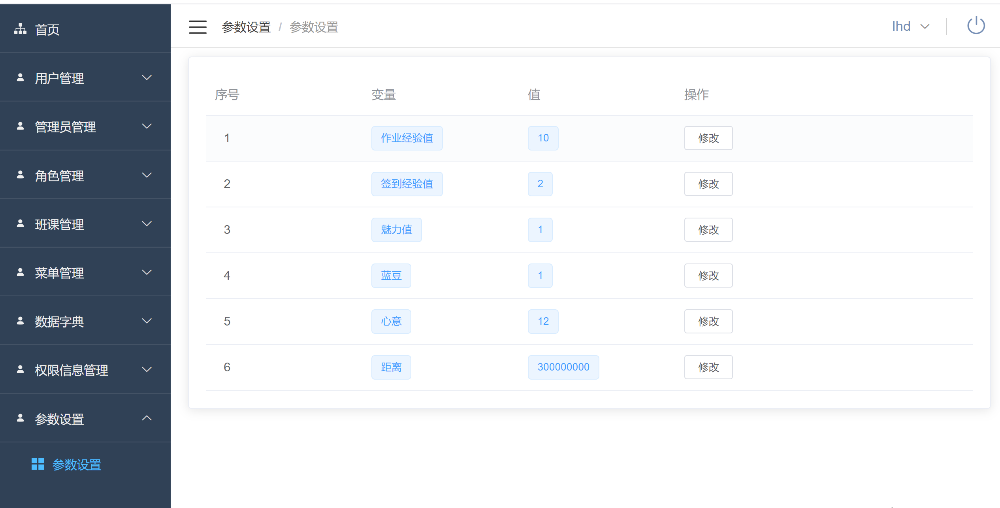 首页
用户管理
管理员管理
角色管理
班课管理
菜单管理
数据字典
权限信息管理
参数设置
参数设置
参数设置 / 参数设置
lhd
序号 变量 值 操作
1 作业经验值 10 修改
2 签到经验值 2 修改
3 魅力值 1 修改
4 蓝豆 1 修改
5 心意 12 修改
6 距离 300000000 修改